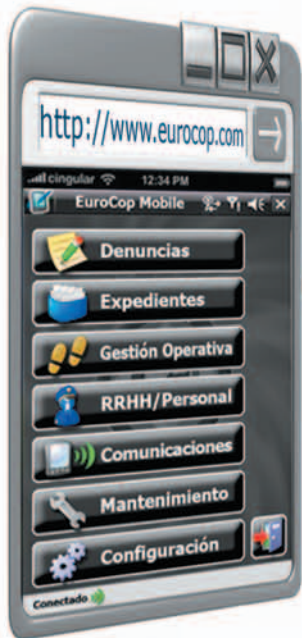 http://www.eurocop.com
cingular 12:34 PM
EuroCop Mobile
Denuncias
Expedientes
Gestión Operativa
RRHH/Personal
Comunicaciones
Mantenimiento
Configuración
Conectado